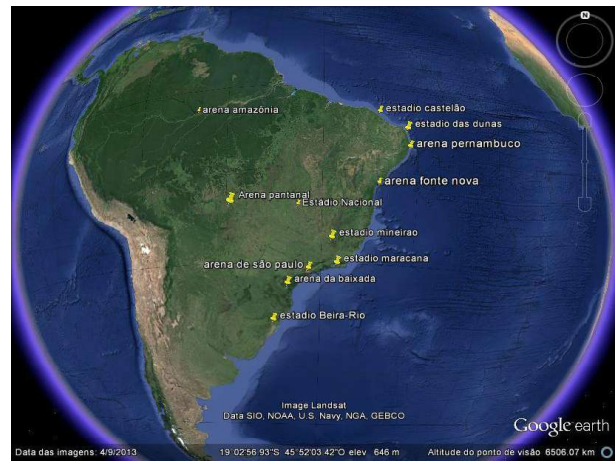 N
arena amazônia
estadio castelão
estadio das dunas
arena pernambuco
arena fonte nova
Arena pantanal
Estádio Nacional
estadio mineirao
estadio maracana
arena de são paulo
arena da baixada
estadio Beira-Rio
Image Landsat
Data SIO, NOAA, U.S. Navy, NGA, GEBCO
Google earth
Data das imagens: 4/9/2013 19°02'56.93"S 45°52'03.42"O elev 646 m Altitude do ponto de visão 6506.07 km